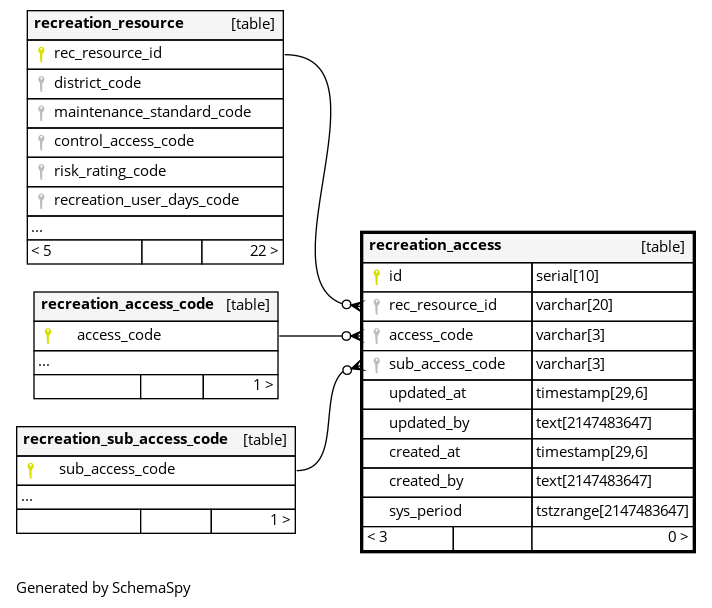 recreation_resource [table]
rec_resource_id
district_code
maintenance_standard_code
control_access_code
risk_rating_code
recreation_user_days_code
...
< 5 22 >
recreation_access_code [table]
access_code
...
1 >
recreation_sub_access_code [table]
sub_access_code
...
1 >
recreation_access [table]
id serial[10]
rec_resource_id varchar[20]
access_code varchar[3]
sub_access_code varchar[3]
updated_at timestamp[29,6]
updated_by text[2147483647]
created_at timestamp[29,6]
created_by text[2147483647]
sys_period tstzrange[2147483647]
< 3 0 >
Generated by SchemaSpy